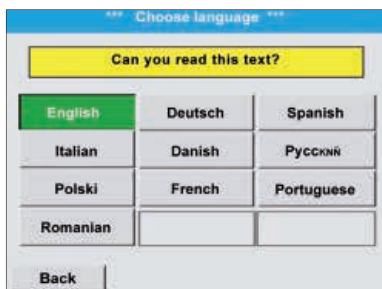 *** Choose language ***
Can you read this text?
English Deutsch Spanish
Italian Danish Русский
Polski French Portuguese
Romanian
Back